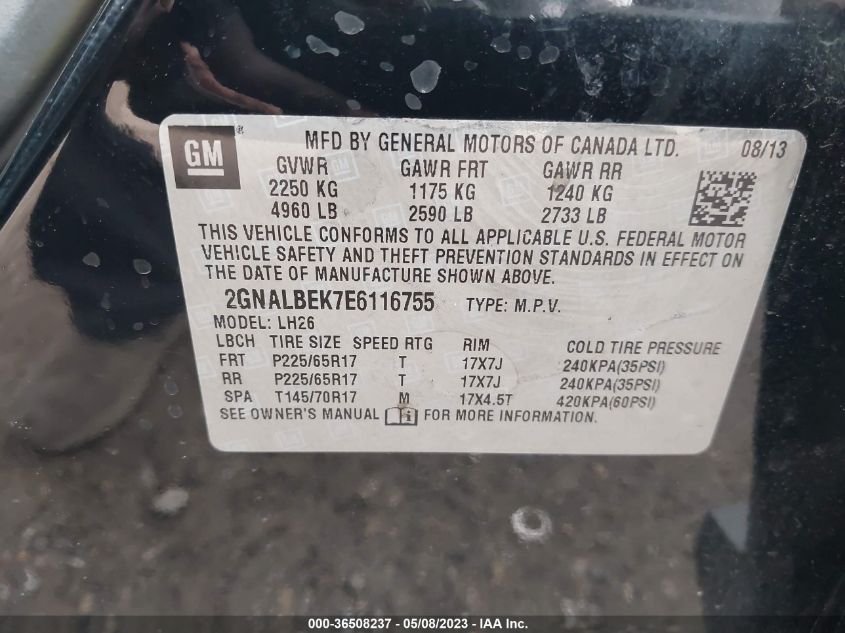 GM
MFD BY GENERAL MOTORS OF CANADA LTD. 08/13
GVWR GAWR FRT GAWR RR
2250 KG 1175 KG 1240 KG
4960 LB 2590 LB 2733 LB
THIS VEHICLE CONFORMS TO ALL APPLICABLE U.S. FEDERAL MOTOR
VEHICLE SAFETY AND THEFT PREVENTION STANDARDS IN EFFECT ON
THE DATE OF MANUFACTURE SHOWN ABOVE.
2GNALBEK7E6116755 TYPE: M.P.V.
MODEL: LH26
LBCH TIRE SIZE SPEED RTG RIM COLD TIRE PRESSURE
FRT P225/65R17 T 17X7J 240KPA(35PSI)
RR P225/65R17 T 17X7J 240KPA(35PSI)
SPA T145/70R17 M 17X4.5T 420KPA(60PSI)
SEE OWNER'S MANUAL FOR MORE INFORMATION.
000-36508237 - 05/08/2023 - IAA Inc.